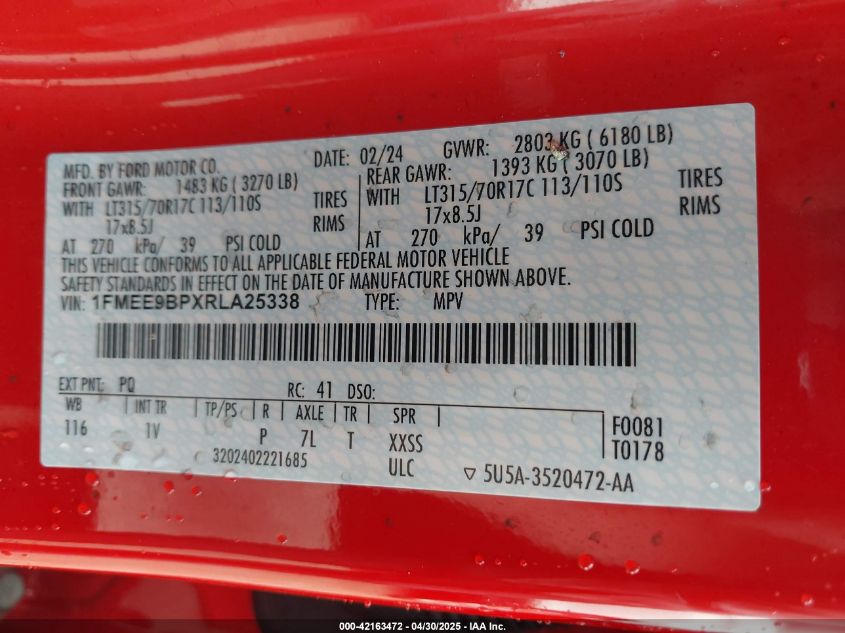 MFD. BY FORD MOTOR CO.
DATE: 02/24 GVWR: 2803 KG ( 6180 LB)
FRONT GAWR: 1483 KG ( 3270 LB)
WITH LT315/70R17C 113/110S TIRES
17x8.5J RIMS
AT 270 kPa/ 39 PSI COLD
REAR GAWR: 1393 KG ( 3070 LB)
WITH LT315/70R17C 113/110S TIRES
17x8.5J RIMS
AT 270 kPa/ 39 PSI COLD
THIS VEHICLE CONFORMS TO ALL APPLICABLE FEDERAL MOTOR VEHICLE
SAFETY STANDARDS IN EFFECT ON THE DATE OF MANUFACTURE SHOWN ABOVE.
VIN: 1FMEE9BPXRLA25338 TYPE: MPV
EXT PNT: PQ RC: 41 DSO:
WB INT TR TP/PS R AXLE TR SPR
116 1V P 7L T XXSS
F0081
T0178
3202402221685 ULC
5U5A-3520472-AA
000-42163472 - 04/30/2025 - IAA Inc.